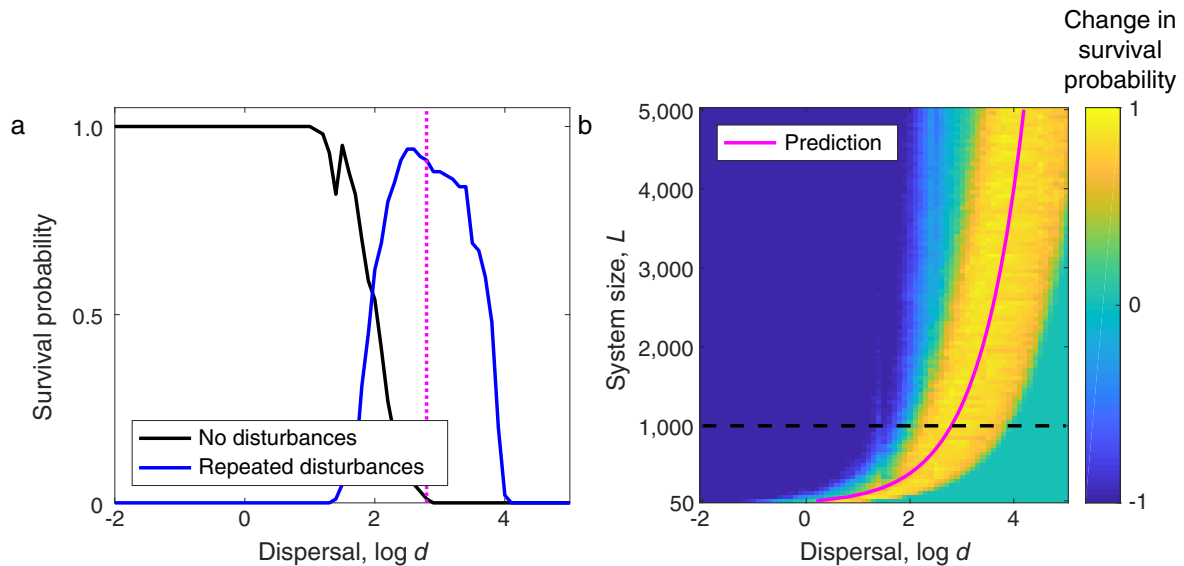 a
Survival probability
1.0
0.5
0
-2
0
2
4
Dispersal, log d
No disturbances
Repeated disturbances
b
System size, L
5,000
4,000
3,000
2,000
1,000
50
-2
0
2
4
Dispersal, log d
Prediction
Change in
survival
probability
1
0
-1